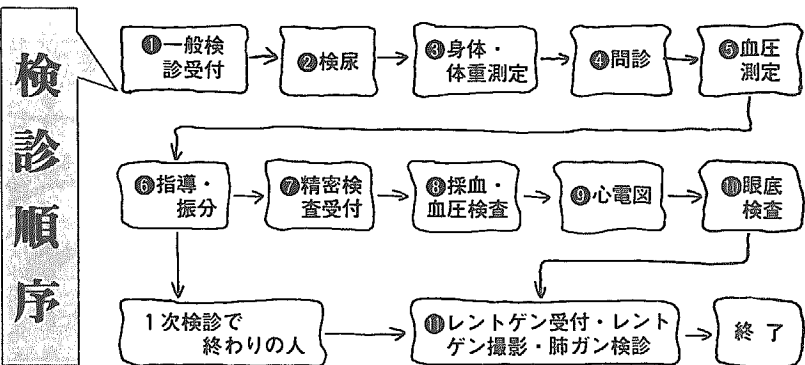 検診順序
❶一般検
診受付
❷検尿
❸身体・
体重測定
❹問診
❺血圧
測定
❻指導・
振分
❼精密検
査受付
❽採血・
血圧検査
❾心電図
❿眼底
検査
1次検診で
終わりの人
⓫レントゲン受付・レント
ゲン撮影・肺ガン検診
終了